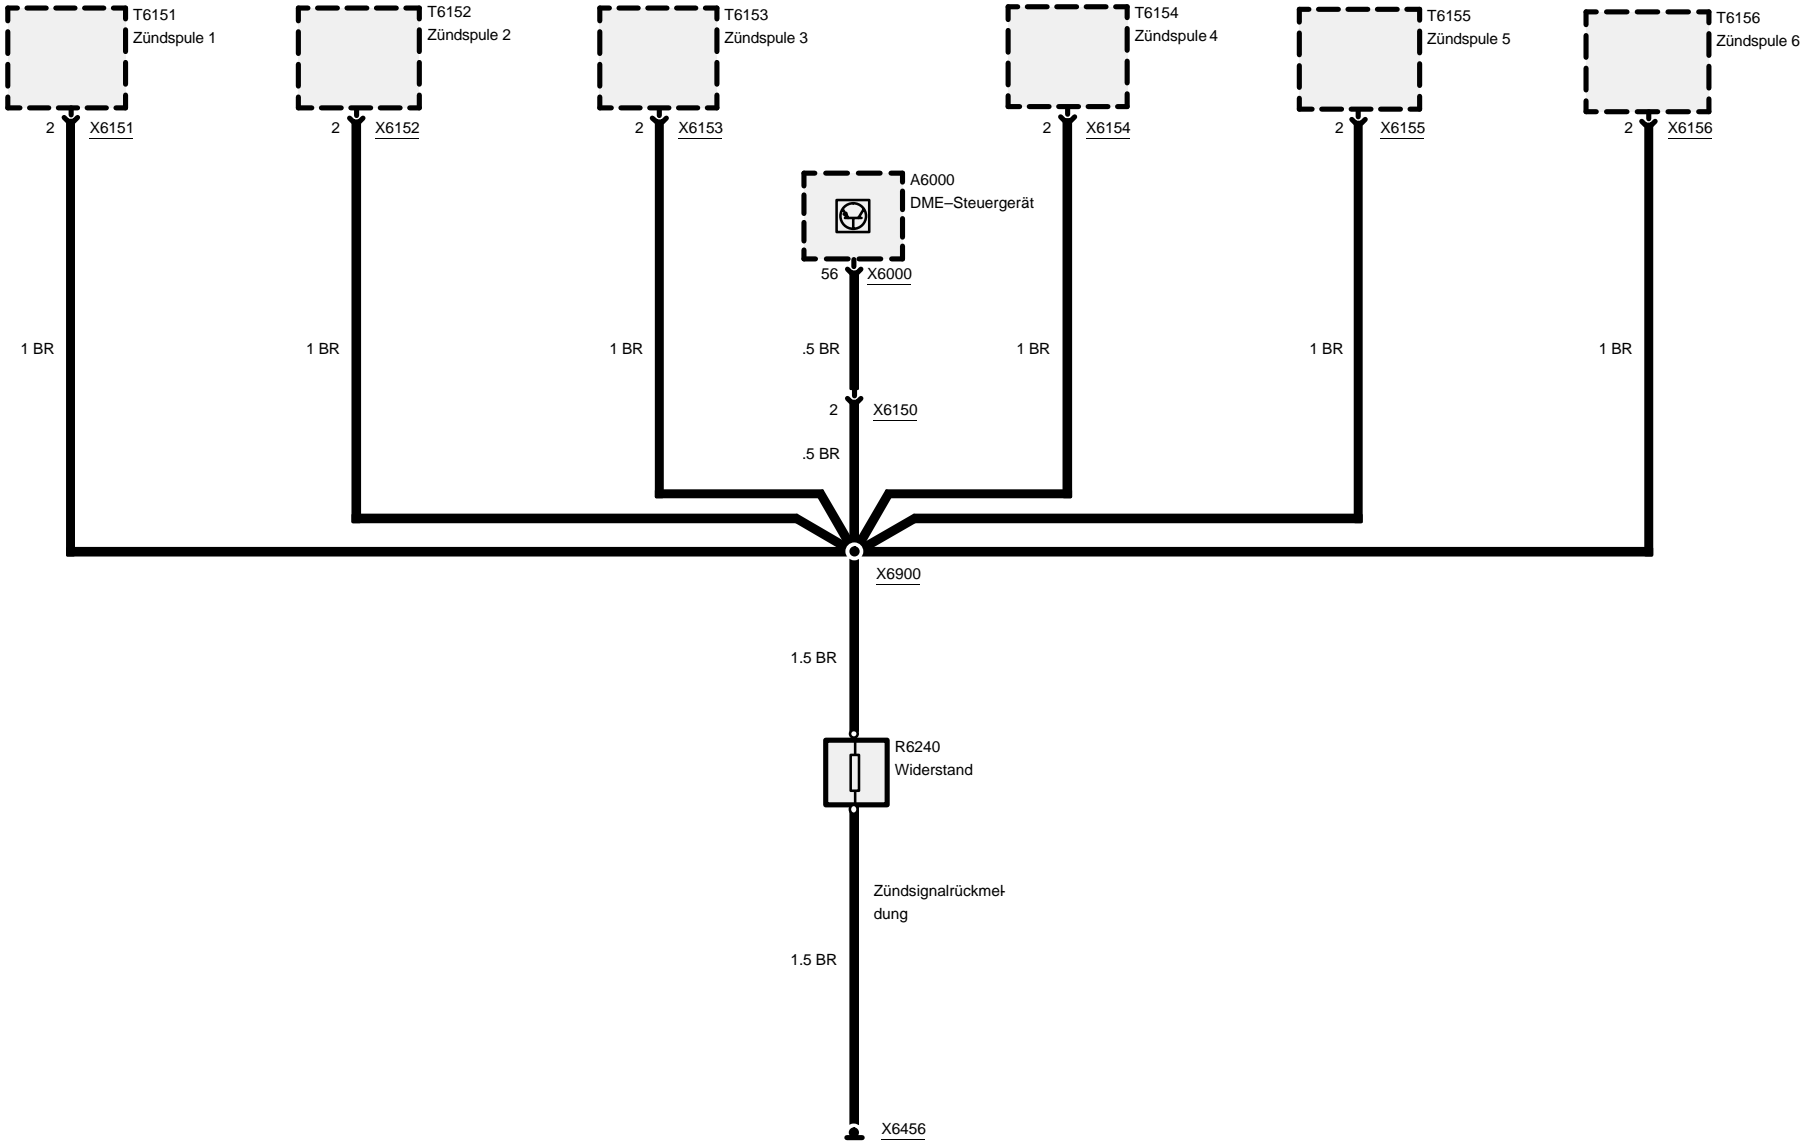 T6151
Zündspule 1
T6152
Zündspule 2
T6153
Zündspule 3
T6154
Zündspule 4
T6155
Zündspule 5
T6156
Zündspule 6
2 X6151
2 X6152
2 X6153
2 X6154
2 X6155
2 X6156
A6000
DME–Steuergerät
56 X6000
1 BR
1 BR
1 BR
.5 BR
1 BR
1 BR
1 BR
2 X6150
.5 BR
X6900
1.5 BR
R6240
Widerstand
Zündsignalrückmel-
dung
1.5 BR
X6456